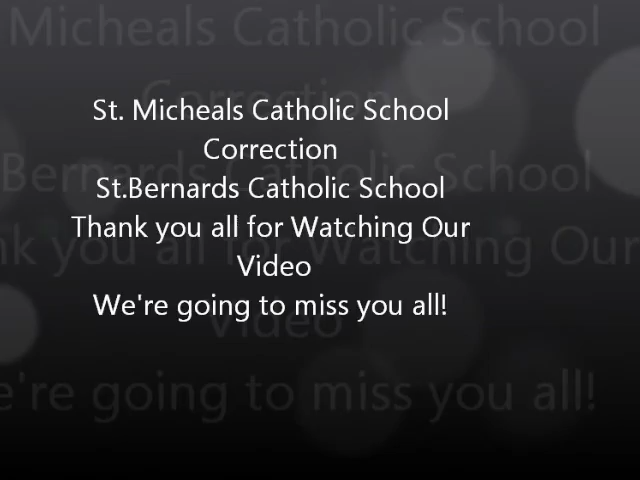 St. Micheals Catholic School
Correction
St.Bernards Catholic School
Thank you all for Watching Our
Video
We're going to miss you all!